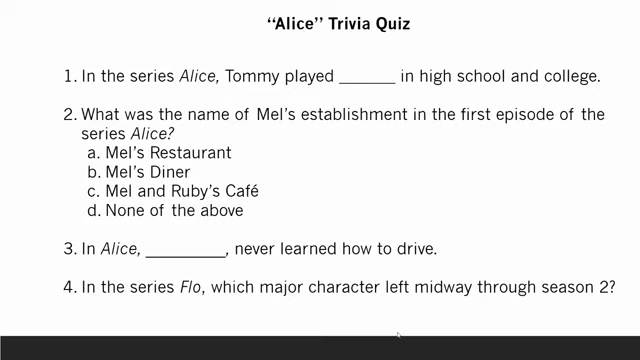 “Alice” Trivia Quiz
1. In the series Alice, Tommy played ______ in high school and college.
2. What was the name of Mel’s establishment in the first episode of the
series Alice?
a. Mel’s Restaurant
b. Mel’s Diner
c. Mel and Ruby’s Café
d. None of the above
3. In Alice, _________, never learned how to drive.
4. In the series Flo, which major character left midway through season 2?